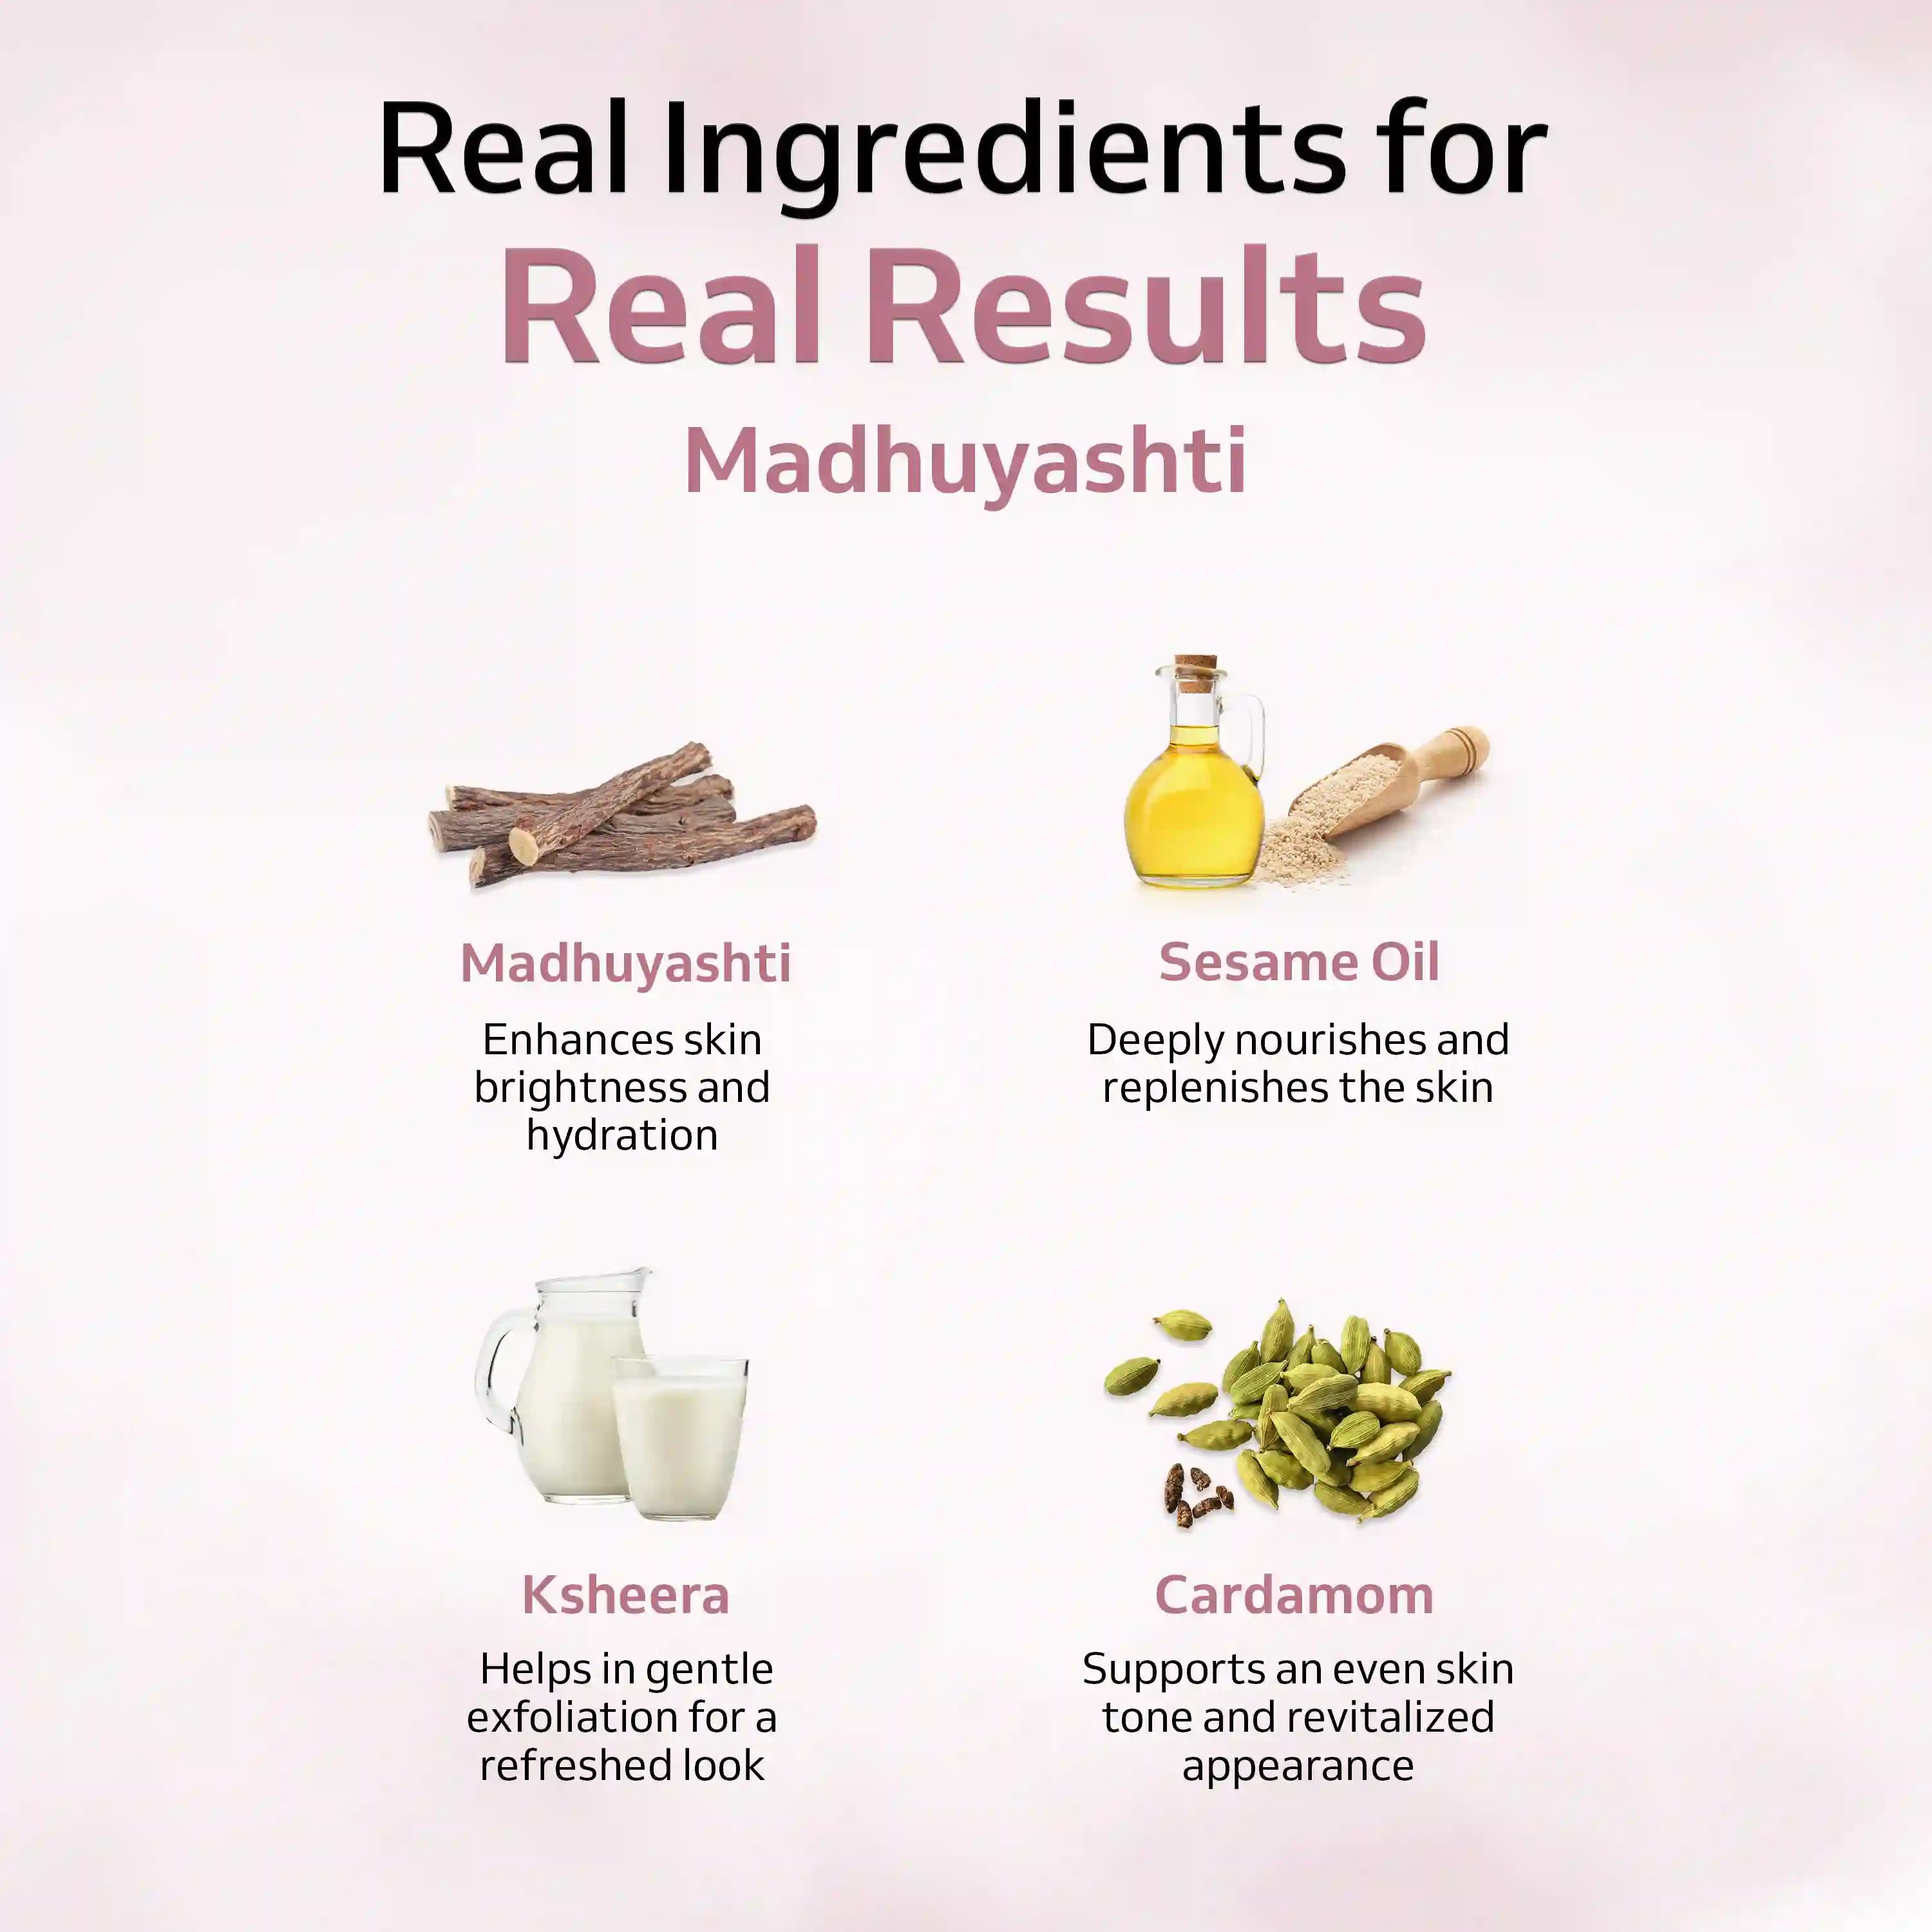 Real Ingredients for
Real Results
Madhuyashti
Madhuyashti
Enhances skin
brightness and
hydration
Sesame Oil
Deeply nourishes and
replenishes the skin
Ksheera
Helps in gentle
exfoliation for a
refreshed look
Cardamom
Supports an even skin
tone and revitalized
appearance